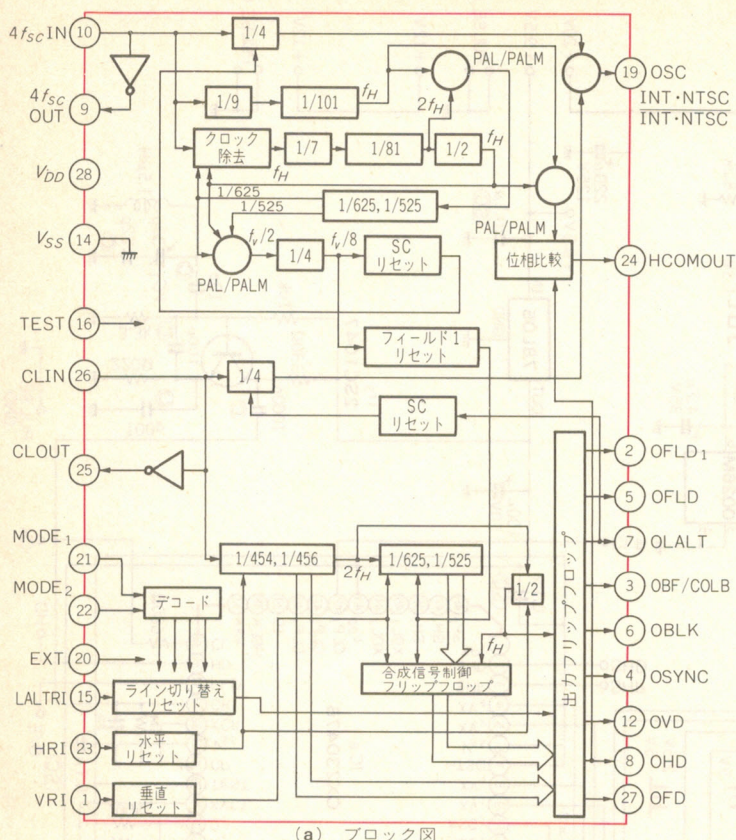 4fSC IN 10
1/4
19 OSC
INT・NTSC
INT・NTSC
4fSC
OUT 9
PAL/PALM
1/9
1/101
fH
2fH
クロック
除去
fH
1/7
1/81
1/2
fH
VDD 28
1/625
1/525
1/625, 1/525
VSS 14
PAL/PALM
fv/2
1/4
fv/8
SC
リセット
PAL/PALM
位相比較
24 HCOMOUT
TEST 16
フィールド1
リセット
CLIN 26
1/4
SC
リセット
CLOUT
25
出力フリップフロップ
2 OFLD1
5 OFLD
7 OLALT
3 OBF/COLB
6 OBLK
4 OSYNC
12 OVD
8 OHD
27 OFD
MODE1
21
1/454, 1/456
2fH
1/625, 1/525
1/2
MODE2
22
デコード
fH
EXT 20
合成信号制御
フリップフロップ
LALTRI 15
ライン切り替え
リセット
HRI 23
水平
リセット
VRI 1
垂直
リセット
(a) ブロック図